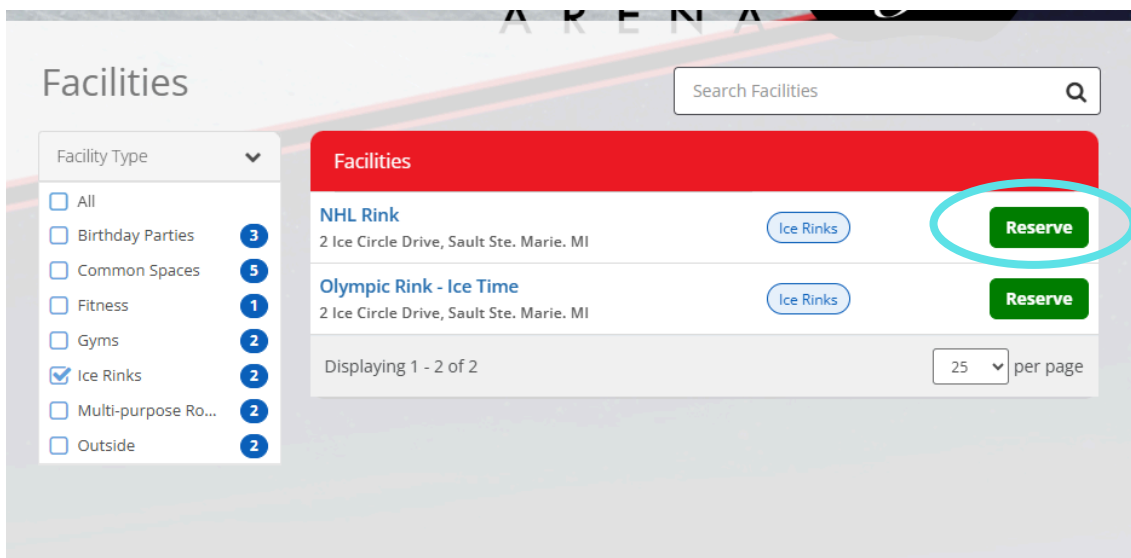 ARENA
Facilities
Search Facilities
Facility Type
All
Birthday Parties 3
Common Spaces 5
Fitness 1
Gyms 2
Ice Rinks 2
Multi-purpose Ro... 2
Outside 2
Facilities
NHL Rink Ice Rinks Reserve
2 Ice Circle Drive, Sault Ste. Marie. MI
Olympic Rink - Ice Time Ice Rinks Reserve
2 Ice Circle Drive, Sault Ste. Marie. MI
Displaying 1 - 2 of 2 25 per page